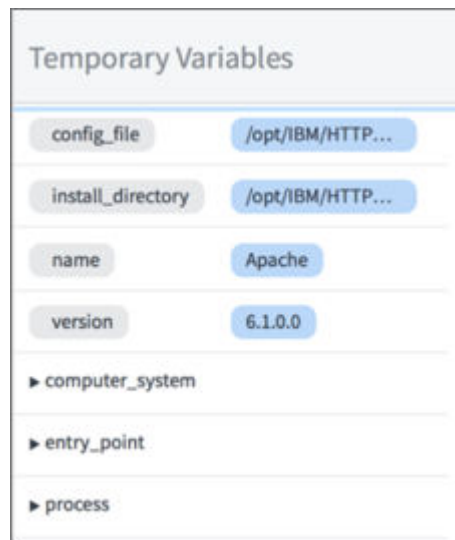 Temporary Variables
config_file /opt/IBM/HTTP...
install_directory /opt/IBM/HTTP...
name Apache
version 6.1.0.0
▸ computer_system
▸ entry_point
▸ process